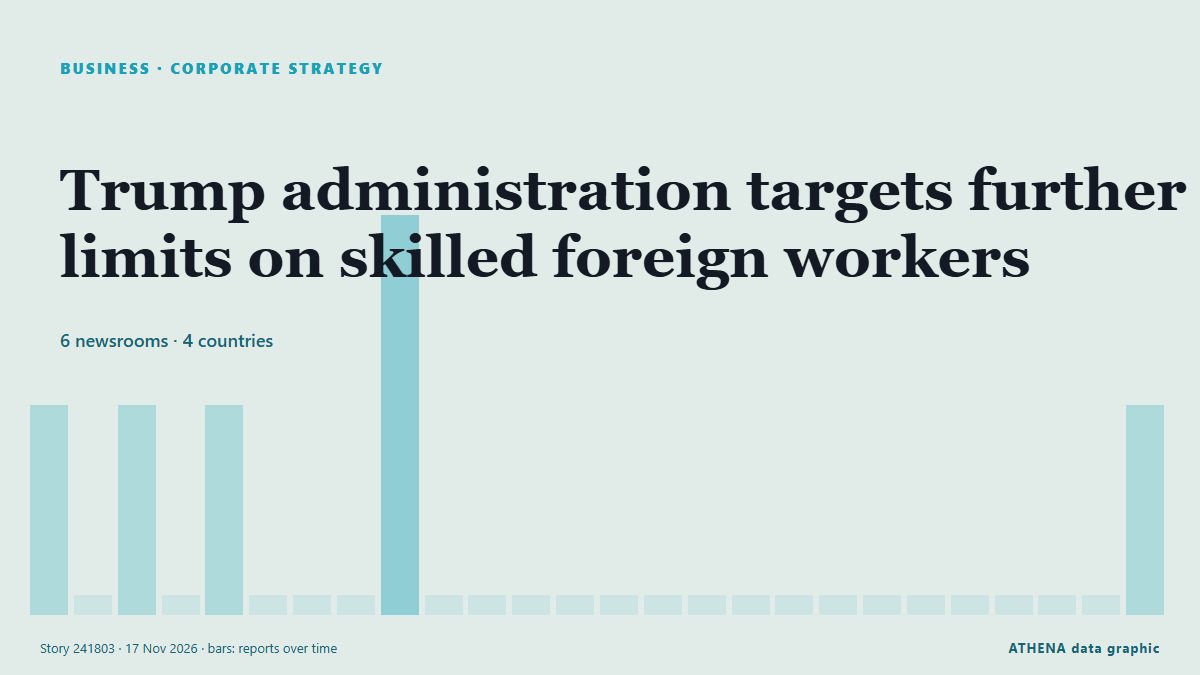 BUSINESS · CORPORATE STRATEGY
Trump administration targets further
limits on skilled foreign workers
6 newsrooms · 4 countries
Story 241803 · 17 Nov 2026 · bars: reports over time
ATHENA data graphic